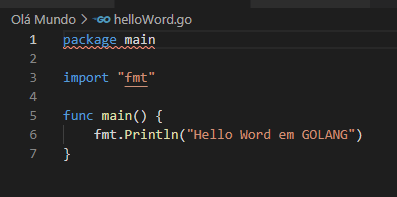 Olá Mundo > GO helloWord.go
1 package main
2
3 import "fmt"
4
5 func main() {
6     fmt.Println("Hello Word em GOLANG")
7 }